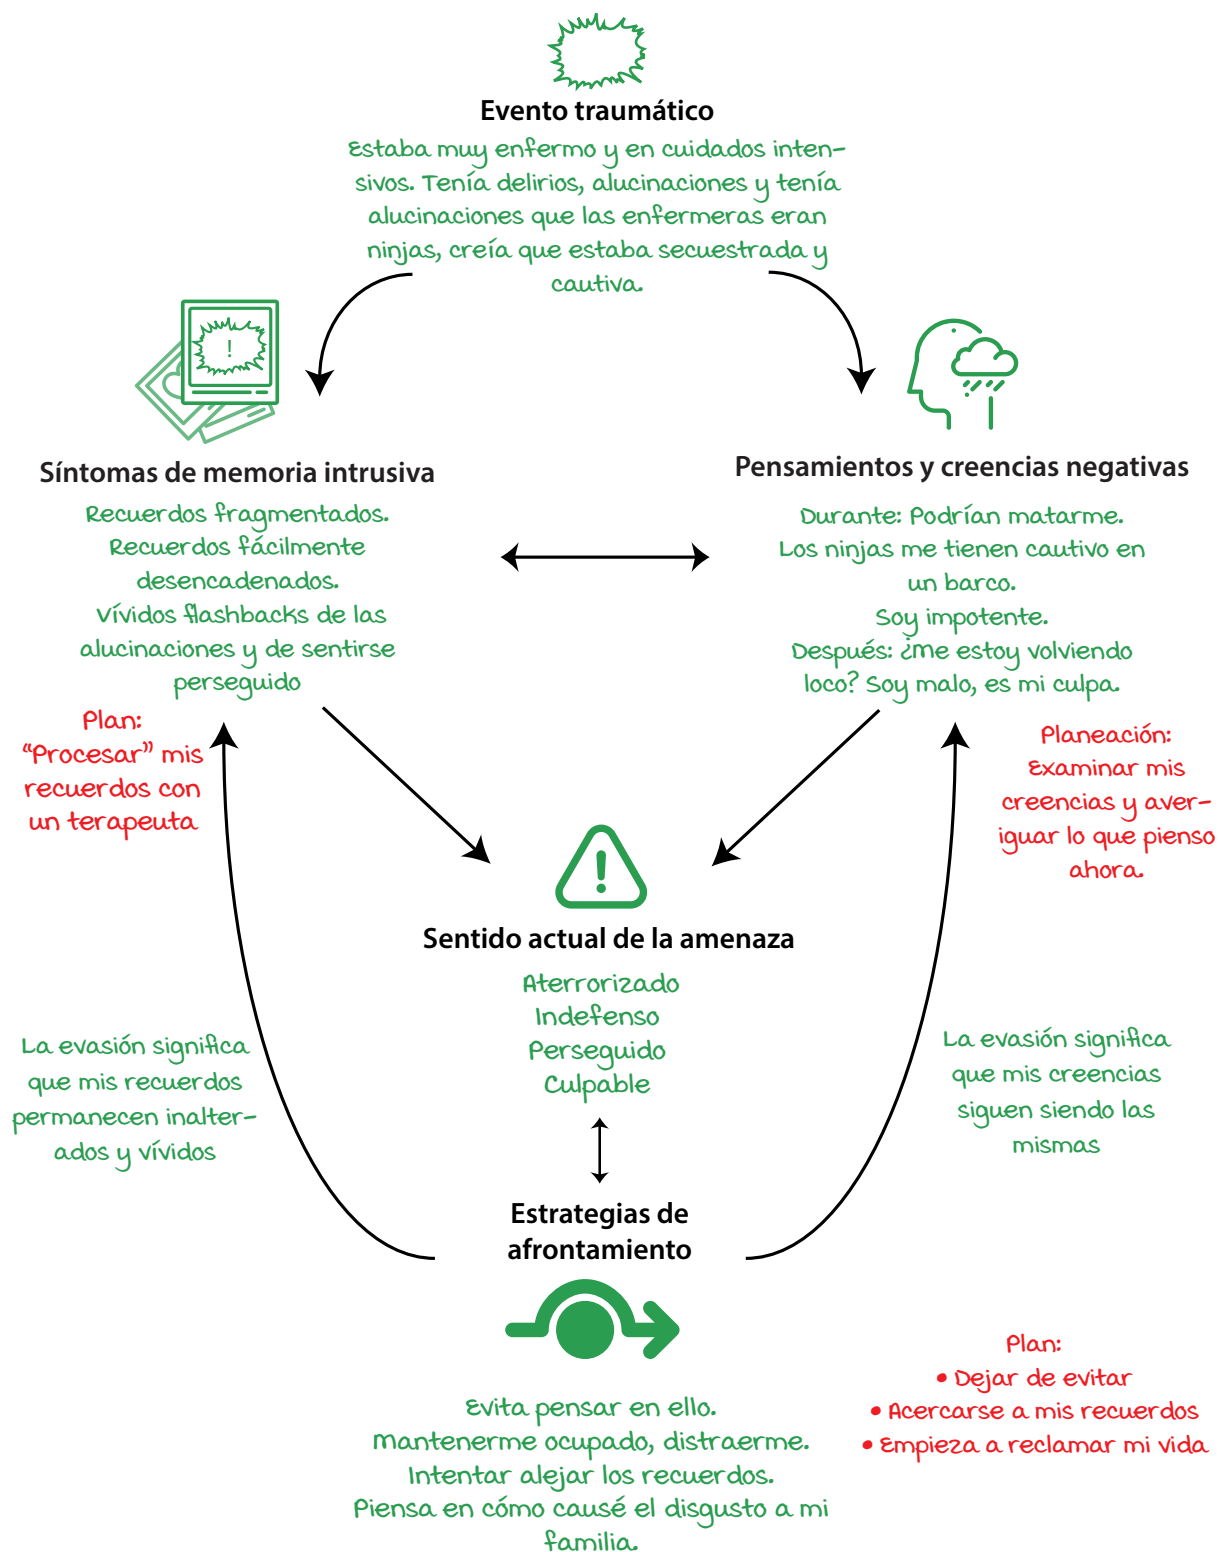 Evento traumático
Estaba muy enfermo y en cuidados inten-
sivos. Tenía delirios, alucinaciones y tenía
alucinaciones que las enfermeras eran
ninjas, creía que estaba secuestrada y
cautiva.
!
Síntomas de memoria intrusiva
Recuerdos fragmentados.
Recuerdos fácilmente
desencadenados.
Vívidos flashbacks de las
alucinaciones y de sentirse
perseguido
Plan:
“Procesar” mis
recuerdos con
un terapeuta
Pensamientos y creencias negativas
Durante: Podrían matarme.
Los ninjas me tienen cautivo en
un barco.
Soy impotente.
Después: ¿me estoy volviendo
loco? Soy malo, es mi culpa.
Planeación:
Examinar mis
creencias y aver-
iguar lo que pienso
ahora.
!
Sentido actual de la amenaza
Aterrorizado
Indefenso
Perseguido
Culpable
La evasión significa
que mis recuerdos
permanecen inalter-
ados y vívidos
La evasión significa
que mis creencias
siguen siendo las
mismas
Estrategias de
afrontamiento
Evita pensar en ello.
Mantenerme ocupado, distraerme.
Intentar alejar los recuerdos.
Piensa en cómo causé el disgusto a mi
familia.
Plan:
• Dejar de evitar
• Acercarse a mis recuerdos
• Empieza a reclamar mi vida